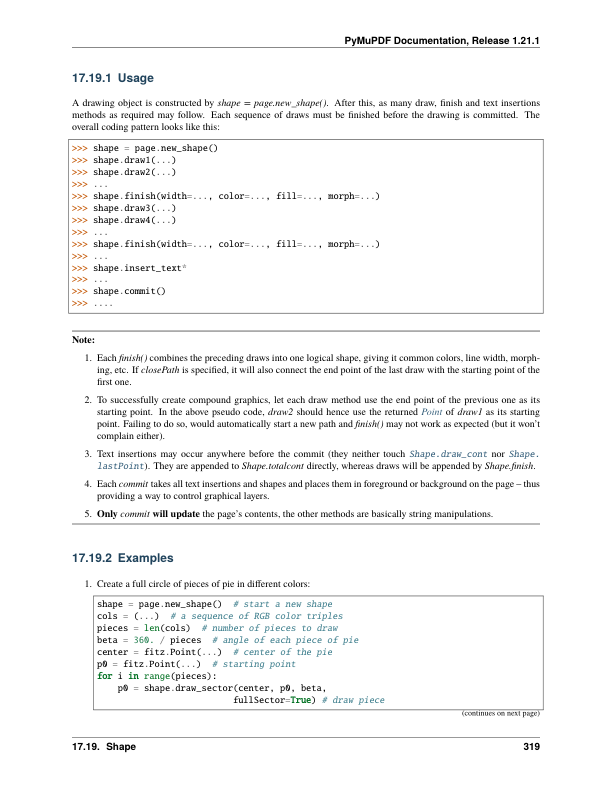 PyMuPDF Documentation, Release 1.21.1
17.19.1 Usage
A drawing object is constructed by shape = page.new_shape(). After this, as many draw, finish and text insertions
methods as required may follow. Each sequence of draws must be finished before the drawing is committed. The
overall coding pattern looks like this:
>>> shape = page.new_shape()
>>> shape.draw1(...)
>>> shape.draw2(...)
>>> ...
>>> shape.finish(width=..., color=..., fill=..., morph=...)
>>> shape.draw3(...)
>>> shape.draw4(...)
>>> ...
>>> shape.finish(width=..., color=..., fill=..., morph=...)
>>> ...
>>> shape.insert_text*
>>> ...
>>> shape.commit()
>>> ....
Note:
1. Each finish() combines the preceding draws into one logical shape, giving it common colors, line width, morph-
ing, etc. If closePath is specified, it will also connect the end point of the last draw with the starting point of the
first one.
2. To successfully create compound graphics, let each draw method use the end point of the previous one as its
starting point. In the above pseudo code, draw2 should hence use the returned Point of draw1 as its starting
point. Failing to do so, would automatically start a new path and finish() may not work as expected (but it won't
complain either).
3. Text insertions may occur anywhere before the commit (they neither touch Shape.draw_cont nor Shape.
lastPoint). They are appended to Shape.totalcont directly, whereas draws will be appended by Shape.finish.
4. Each commit takes all text insertions and shapes and places them in foreground or background on the page – thus
providing a way to control graphical layers.
5. Only commit will update the page's contents, the other methods are basically string manipulations.
17.19.2 Examples
1. Create a full circle of pieces of pie in different colors:
shape = page.new_shape()  # start a new shape
cols = (...)  # a sequence of RGB color triples
pieces = len(cols)  # number of pieces to draw
beta = 360. / pieces  # angle of each piece of pie
center = fitz.Point(...)  # center of the pie
p0 = fitz.Point(...)  # starting point
for i in range(pieces):
    p0 = shape.draw_sector(center, p0, beta,
                          fullSector=True) # draw piece
(continues on next page)
17.19. Shape
319